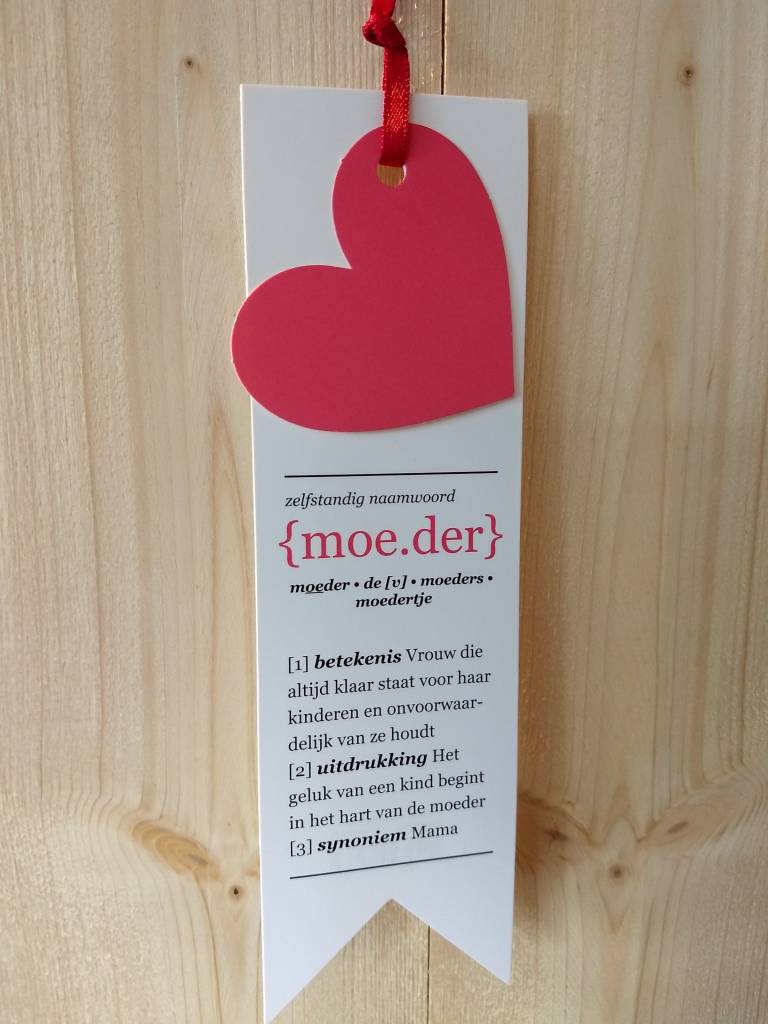 zelfstandig naamwoord
{moe.der}
moeder • de [v] • moeders •
moedertje
[1] betekenis Vrouw die
altijd klaar staat voor haar
kinderen en onvoorwaar-
delijk van ze houdt
[2] uitdrukking Het
geluk van een kind begint
in het hart van de moeder
[3] synoniem Mama